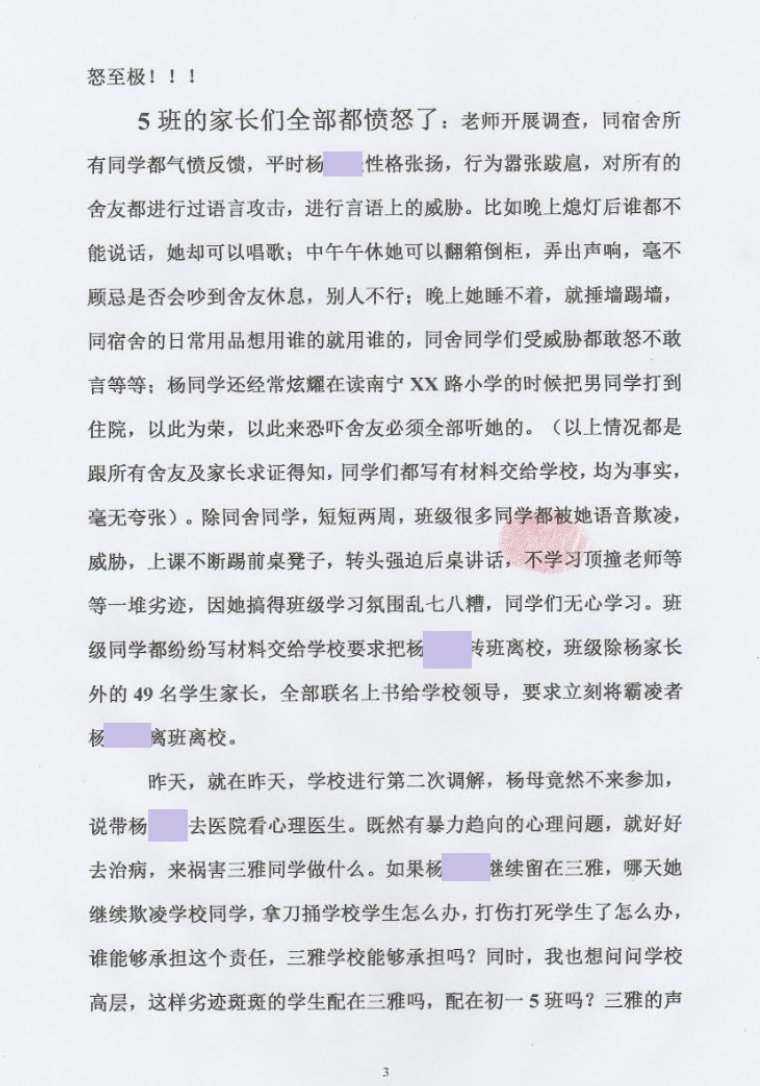 怒至极！！！
5 班的家长们全部都愤怒了：老师开展调查，同宿舍所
有同学都气愤反馈，平时杨性格张扬，行为嚣张跋扈，对所有的
舍友都进行过语言攻击，进行言语上的威胁。比如晚上熄灯后谁都不
能说话，她却可以唱歌；中午午休她可以翻箱倒柜，弄出声响，毫不
顾忌是否会吵到舍友休息，别人不行；晚上她睡不着，就捶墙踢墙，
同宿舍的日常用品想用谁的就用谁的，同舍同学们受威胁都敢怒不敢
言等等；杨同学还经常炫耀在读南宁 XX 路小学的时候把男同学打到
住院，以此为荣，以此来恐吓舍友必须全部听她的。（以上情况都是
跟所有舍友及家长求证得知，同学们都写有材料交给学校，均为事实，
毫无夸张）。除同舍同学，短短两周，班级很多同学都被她语音欺凌，
威胁，上课不断踢前桌凳子，转头强迫后桌讲话，不学习顶撞老师等
等一堆劣迹，因她搞得班级学习氛围乱七八糟，同学们无心学习。班
级同学都纷纷写材料交给学校要求把杨转班离校，班级除杨家长
外的 49 名学生家长，全部联名上书给学校领导，要求立刻将霸凌者
杨离班离校。
昨天，就在昨天，学校进行第二次调解，杨母竟然不来参加，
说带杨去医院看心理医生。既然有暴力趋向的心理问题，就好好
去治病，来祸害三雅同学做什么。如果杨继续留在三雅，哪天她
继续欺凌学校同学，拿刀捅学校学生怎么办，打伤打死学生了怎么办，
谁能够承担这个责任，三雅学校能够承担吗？同时，我也想问问学校
高层，这样劣迹斑斑的学生配在三雅吗，配在初一 5 班吗？三雅的声
3